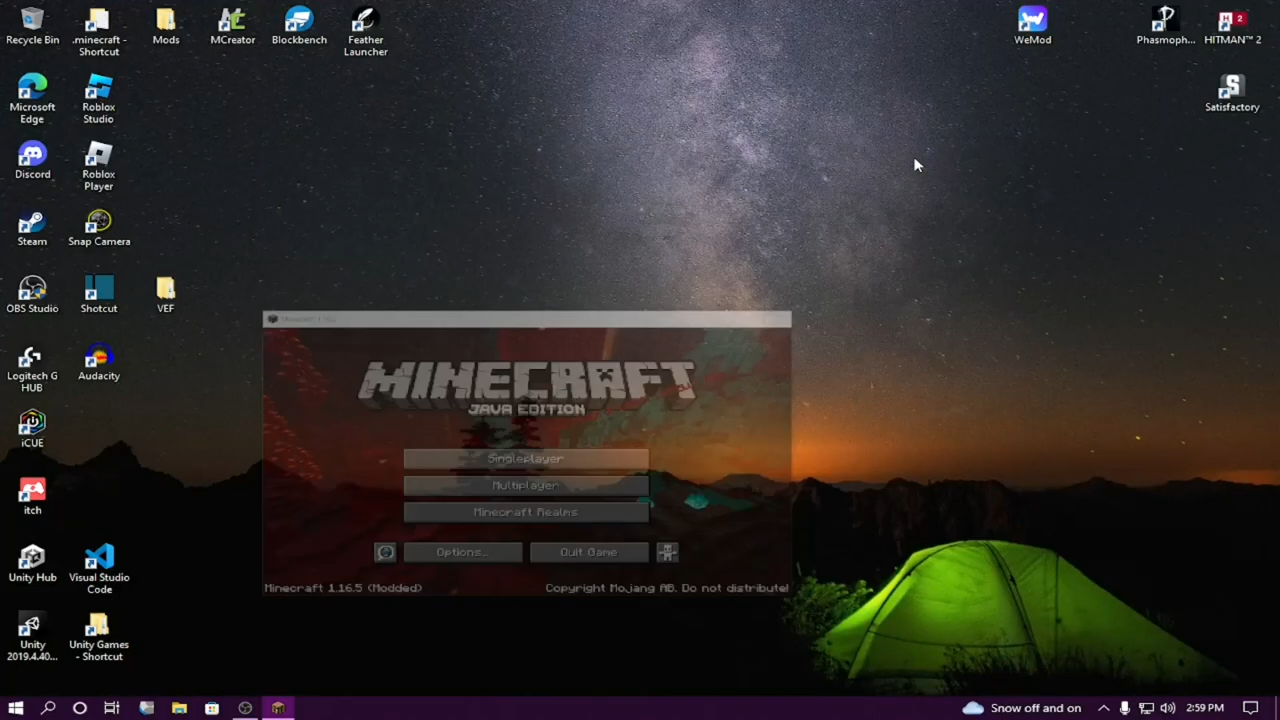 Recycle Bin
.minecraft -
Shortcut
Mods
MCreator
Blockbench
Feather
Launcher
WeMod
Phasmoph...
HITMAN™ 2
Microsoft
Edge
Roblox
Studio
Satisfactory
Discord
Roblox
Player
Steam
Snap Camera
OBS Studio
Shotcut
VEF
Logitech G
HUB
Audacity
iCUE
itch
Unity Hub
Visual Studio
Code
Unity
2019.4.40...
Unity Games
- Shortcut
MINECRAFT
JAVA EDITION
Singleplayer
Multiplayer
Minecraft Realms
Options...
Quit Game
Minecraft 1.16.5 (Modded)
Copyright Mojang AB. Do not distribute!
Snow off and on
2:59 PM